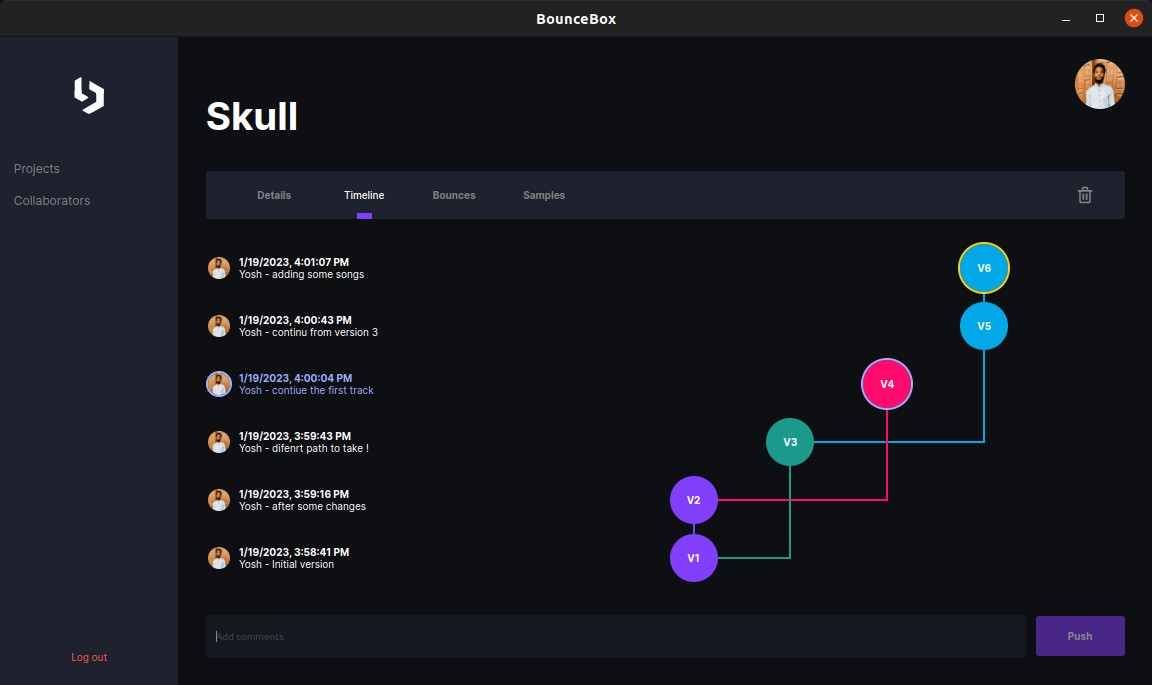 BounceBox
Skull
Projects
Collaborators
Details Timeline Bounces Samples
1/19/2023, 4:01:07 PM
Yosh - adding some songs
V6
1/19/2023, 4:00:43 PM
Yosh - continu from version 3
V5
1/19/2023, 4:00:04 PM
Yosh - contiue the first track
V4
1/19/2023, 3:59:43 PM
Yosh - difenrt path to take !
V3
1/19/2023, 3:59:16 PM
Yosh - after some changes
V2
1/19/2023, 3:58:41 PM
Yosh - Initial version
V1
Add comments
Push
Log out